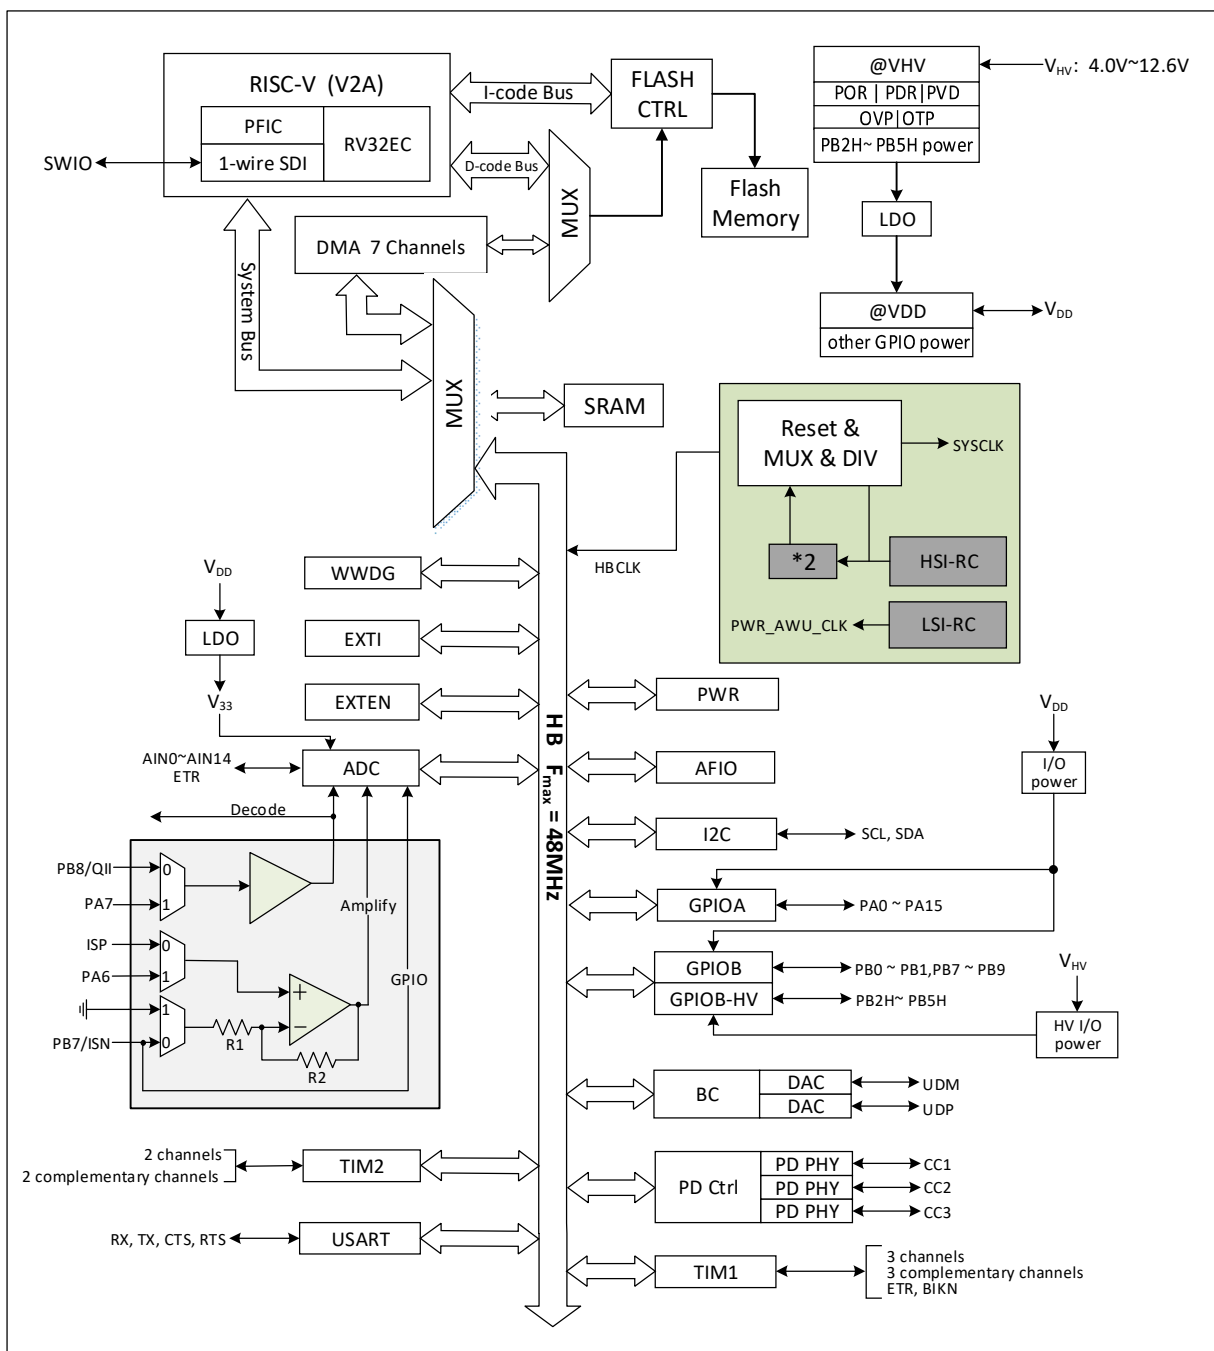 RISC-V (V2A)
PFIC
1-wire SDI
RV32EC
SWIO
I-code Bus
D-code Bus
FLASH
CTRL
Flash
Memory
MUX
DMA 7 Channels
System Bus
MUX
SRAM
@VHV
POR | PDR|PVD
OVP|OTP
PB2H~ PB5H power
VHV: 4.0V~12.6V
LDO
@VDD
other GPIO power
VDD
Reset &
MUX & DIV
SYSCLK
*2
HSI-RC
LSI-RC
PWR_AWU_CLK
HBCLK
HB Fmax = 48MHz
WWDG
EXTI
EXTEN
VDD
LDO
V33
AIN0~AIN14
ETR
ADC
Decode
PB8/QII
0
PA7
1
Amplify
ISP
0
PA6
1
GPIO
+
−
1
PB7/ISN
0
R1
R2
2 channels
2 complementary channels
TIM2
RX, TX, CTS, RTS
USART
PWR
AFIO
I2C
SCL, SDA
VDD
I/O
power
GPIOA
PA0 ~ PA15
GPIOB
PB0 ~ PB1,PB7 ~ PB9
GPIOB-HV
PB2H~ PB5H
VHV
HV I/O
power
BC
DAC
UDM
DAC
UDP
PD Ctrl
PD PHY
CC1
PD PHY
CC2
PD PHY
CC3
TIM1
3 channels
3 complementary channels
ETR, BIKN